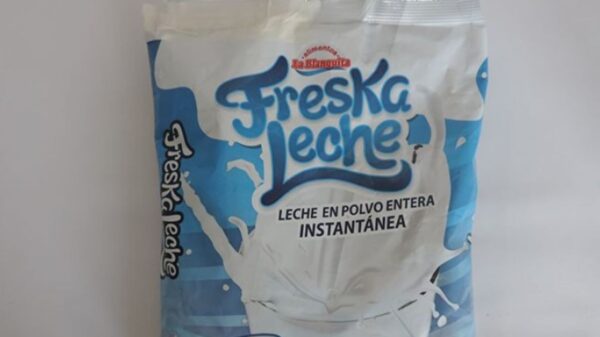 alimentos
La Blanquita
Freska
Leche
LECHE EN POLVO ENTERA
INSTANTÁNEA
Freska leche